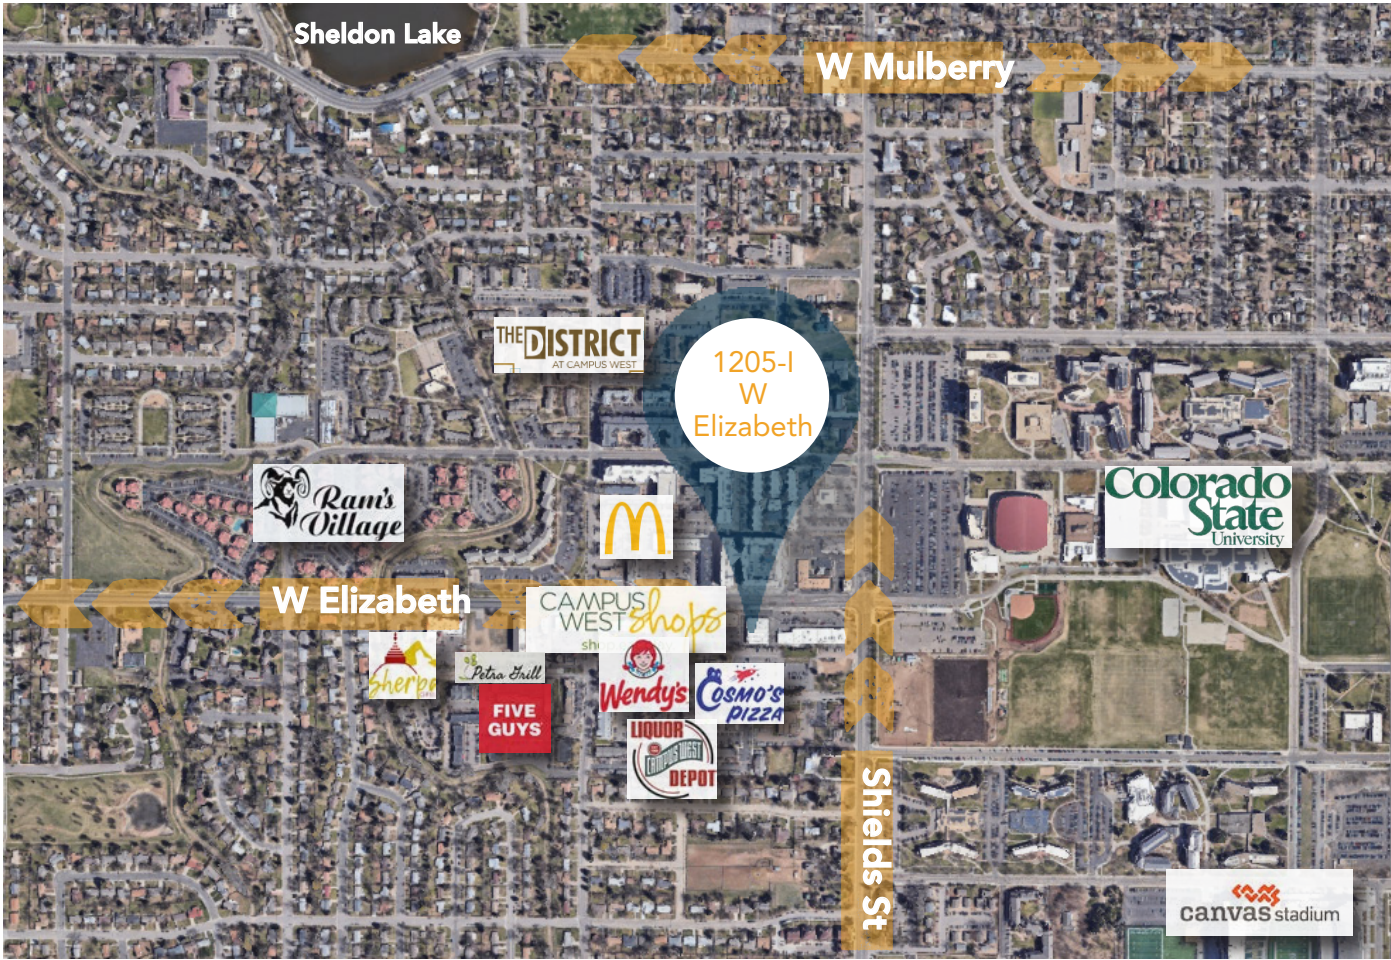 Sheldon Lake
W Mulberry
THE DISTRICT
AT CAMPUS WEST
1205-I
W
Elizabeth
Ram's
Village
Colorado
State
University
W Elizabeth
CAMPUS
WEST shops
Sherpa
Petra Grill
Wendy's
COSMO'S
PIZZA
FIVE
GUYS
LIQUOR
CAMPUS WEST
DEPOT
Shields St
canvas stadium